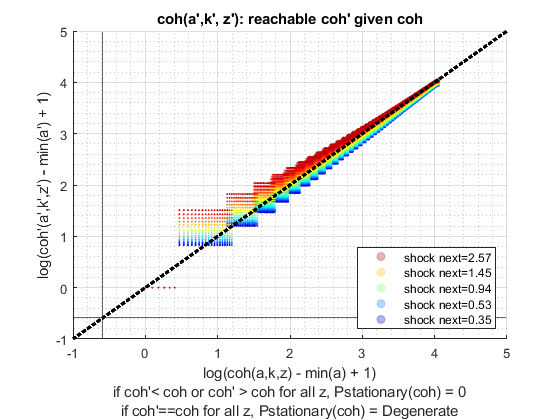 coh(a',k', z'): reachable coh' given coh
log(coh'(a',k',z') - min(a') + 1)
5
4
3
2
1
0
-1
-1
0
1
2
3
4
5
shock next=2.57
shock next=1.45
shock next=0.94
shock next=0.53
shock next=0.35
log(coh(a,k,z) - min(a) + 1)
if coh'< coh or coh' > coh for all z, Pstationary(coh) = 0
if coh'==coh for all z, Pstationary(coh) = Degenerate